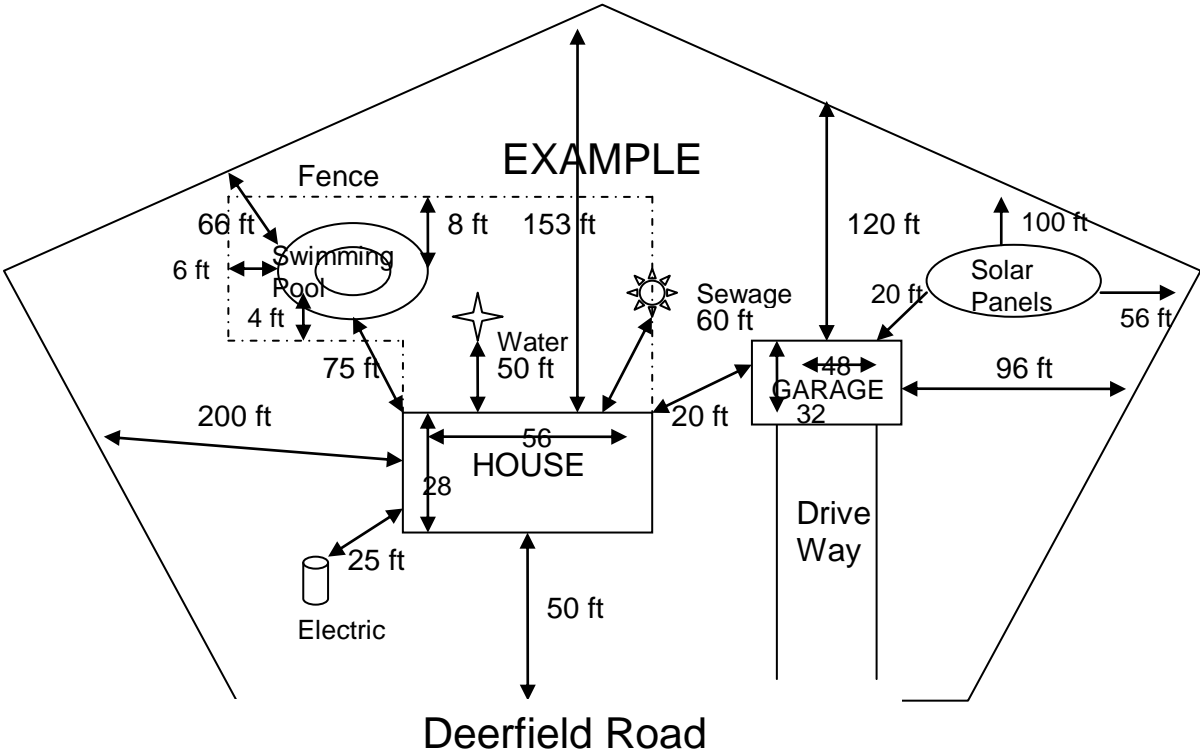 EXAMPLE
Fence
66 ft
8 ft
153 ft
120 ft
100 ft
Swimming
Pool
6 ft
4 ft
Solar
Panels
20 ft
56 ft
Sewage
60 ft
Water
50 ft
75 ft
48
GARAGE
32
96 ft
200 ft
20 ft
56
HOUSE
28
Drive
Way
25 ft
Electric
50 ft
Deerfield Road